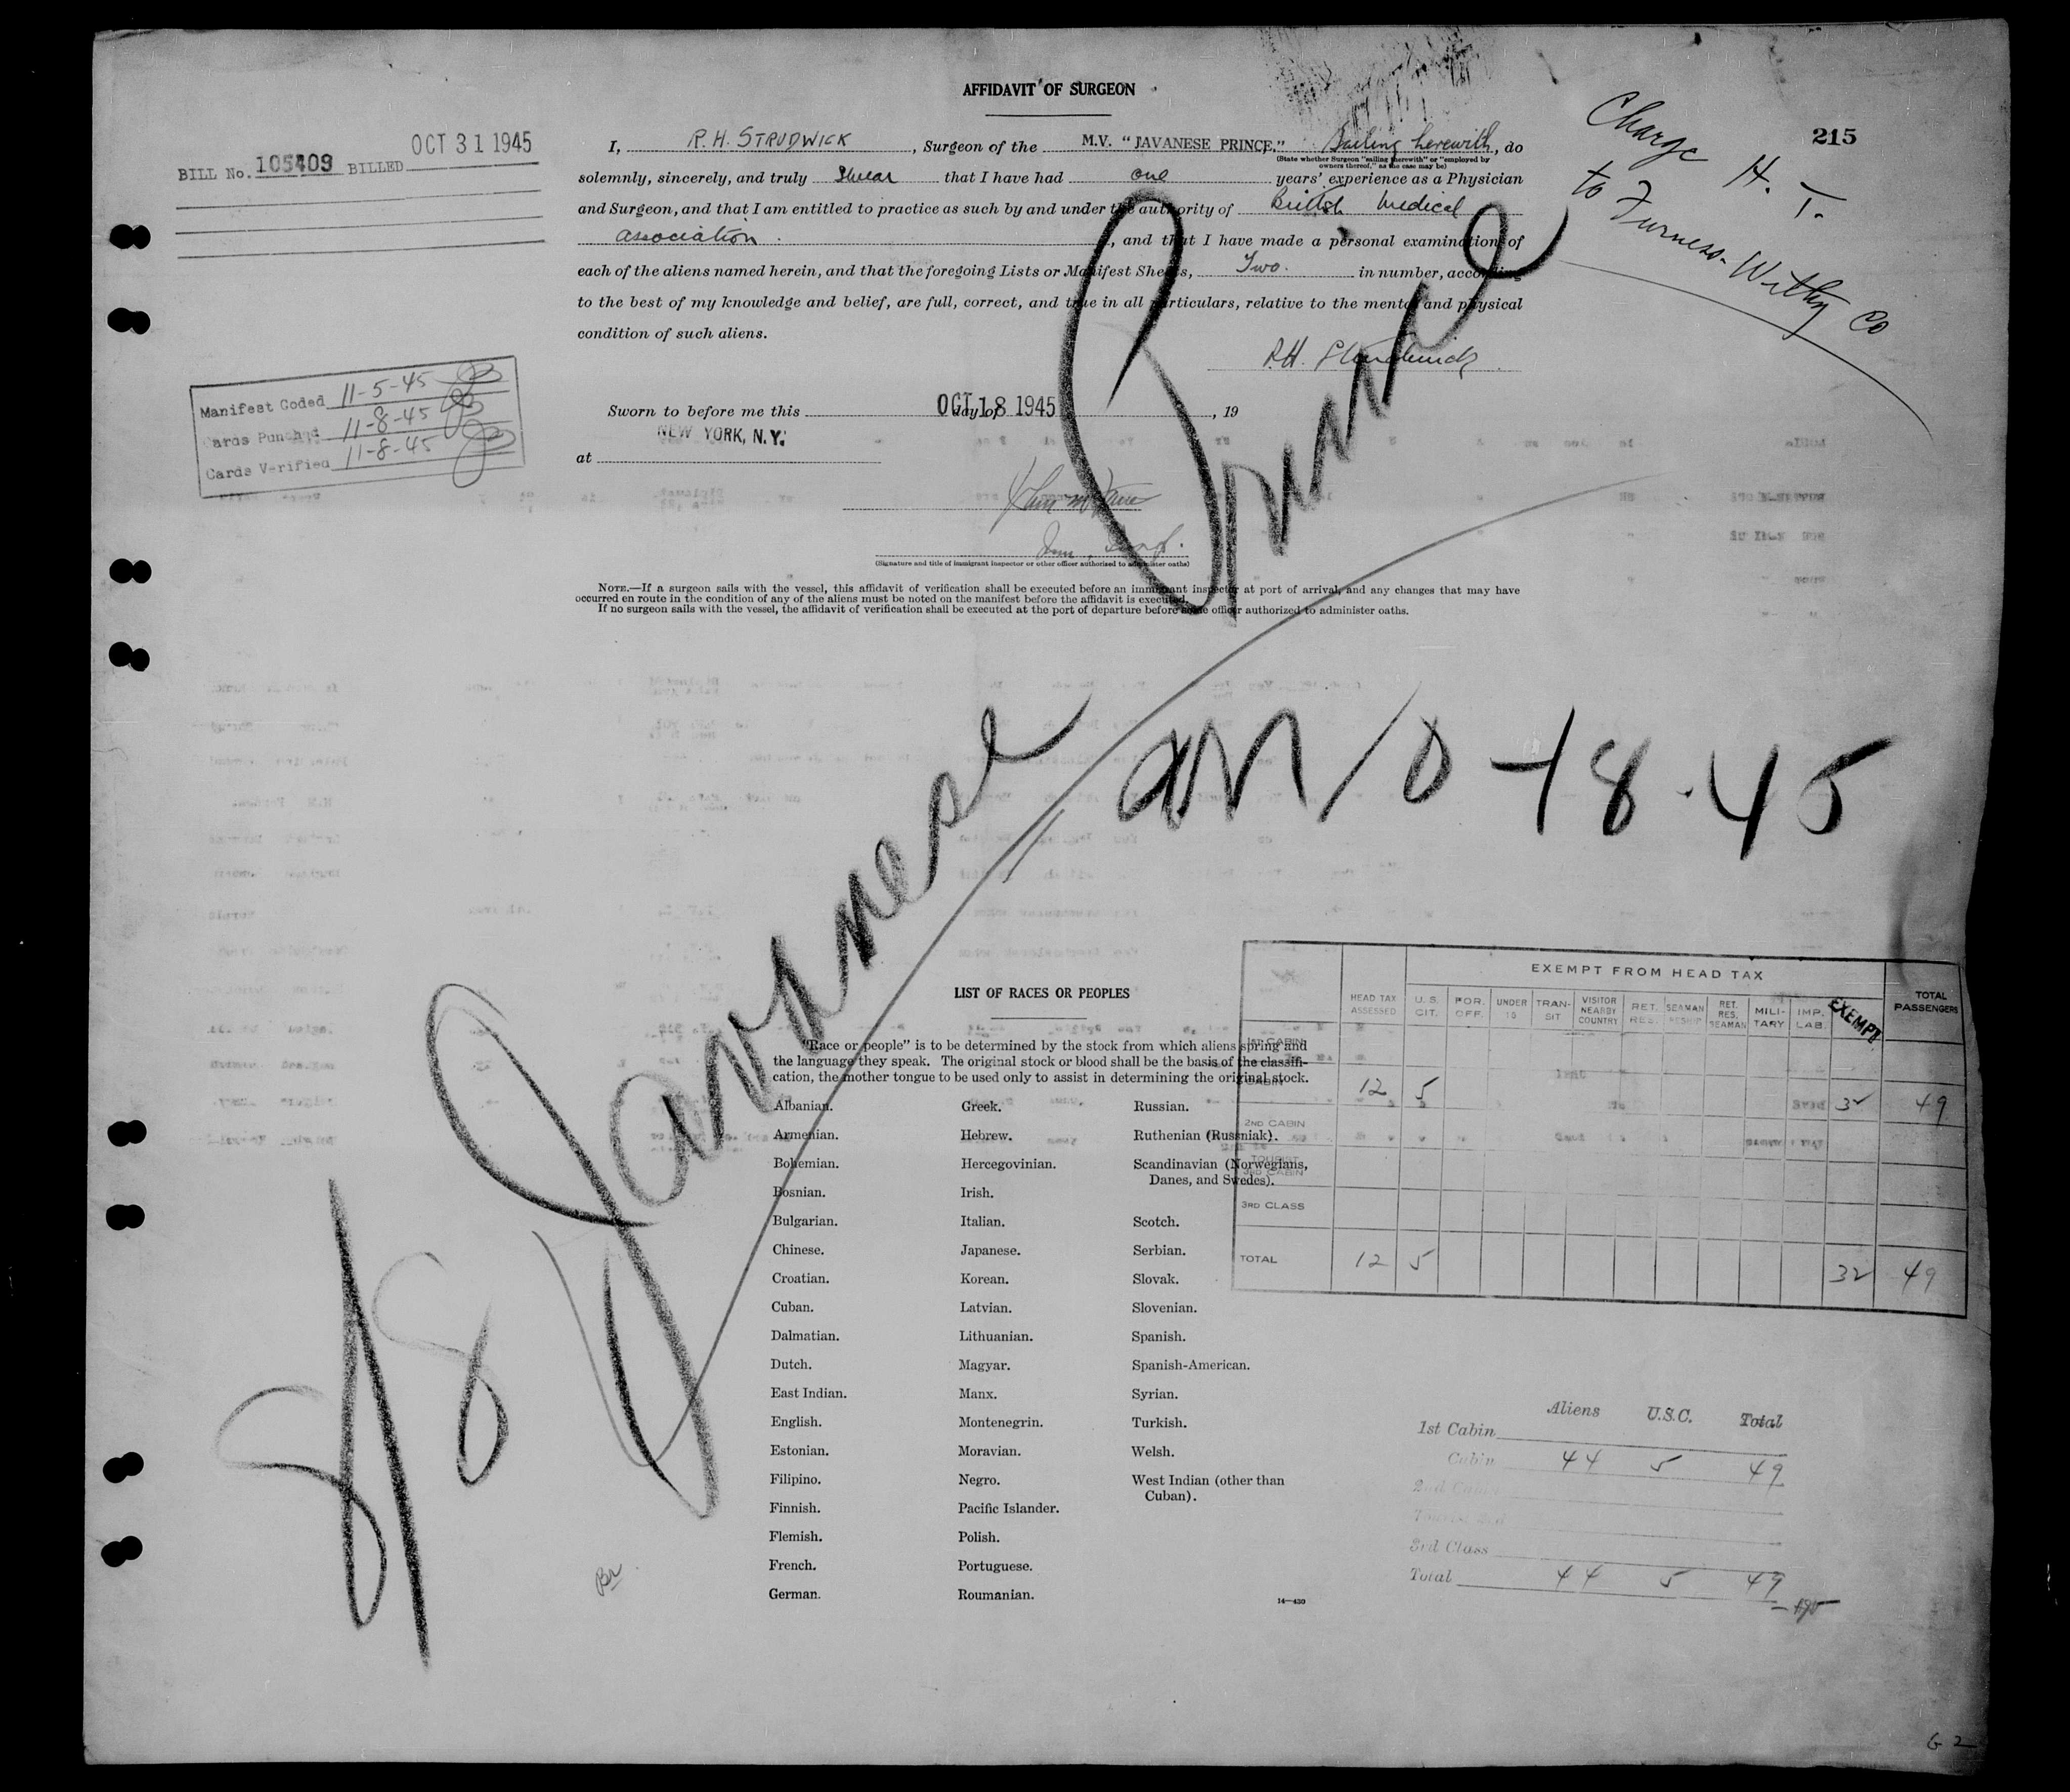 AFFIDAVIT OF SURGEON
215
BILL No. 105409 BILLED OCT 31 1945
I, R.H. STRUDWICK, Surgeon of the M.V. "JAVANESE PRINCE." Sailing herewith, do
(State whether Surgeon "sailing therewith" or "employed by
owners thereof," as the case may be)
solemnly, sincerely, and truly swear that I have had one years' experience as a Physician
and Surgeon, and that I am entitled to practice as such by and under the authority of British Medical
Association., and that I have made a personal examination of
each of the aliens named herein, and that the foregoing Lists or Manifest Sheets, Two. in number, according
to the best of my knowledge and belief, are full, correct, and true in all particulars, relative to the mental and physical
condition of such aliens.
R.H. Strudwick
Charge H. T.
to Furness-Withy Co
Manifest Coded 11-5-45
Cards Punched 11-8-45
Cards Verified 11-8-45
Sworn to before me this OCT 18 1945 day of, 19
at NEW YORK, N.Y.
(Signature and title of immigrant inspector or other officer authorized to administer oaths)
NOTE.—If a surgeon sails with the vessel, this affidavit of verification shall be executed before an immigrant inspector at port of arrival, and any changes that may have
occurred en route in the condition of any of the aliens must be noted on the manifest before the affidavit is executed.
If no surgeon sails with the vessel, the affidavit of verification shall be executed at the port of departure before some officer authorized to administer oaths.
S/S Javanese Prince
arr 10-18-45
LIST OF RACES OR PEOPLES
"Race or people" is to be determined by the stock from which aliens spring and
the language they speak. The original stock or blood shall be the basis of the classifi-
cation, the mother tongue to be used only to assist in determining the original stock.
Albanian. Greek. Russian.
Armenian. Hebrew. Ruthenian (Russniak).
Bohemian. Hercegovinian. Scandinavian (Norwegians,
Danes, and Swedes).
Bosnian. Irish.
Bulgarian. Italian. Scotch.
Chinese. Japanese. Serbian.
Croatian. Korean. Slovak.
Cuban. Latvian. Slovenian.
Dalmatian. Lithuanian. Spanish.
Dutch. Magyar. Spanish-American.
East Indian. Manx. Syrian.
English. Montenegrin. Turkish.
Estonian. Moravian. Welsh.
Filipino. Negro. West Indian (other than
Cuban).
Finnish. Pacific Islander.
Flemish. Polish.
French. Portuguese.
German. Roumanian.
14—430
Br
EXEMPT FROM HEAD TAX
HEAD TAX ASSESSED U.S. CIT. FOR. OFF. UNDER 16 TRAN-SIT VISITOR NEARBY COUNTRY RET. RES. SEAMAN RET. RES. SEAMAN MILI-TARY IMP. LAB. EXEMPT TOTAL PASSENGERS
1ST CABIN
CABIN 12 5 32 49
2ND CABIN
TOURIST
3RD CABIN
3RD CLASS
TOTAL 12 5 32 49
Aliens U.S.C. Total
1st Cabin
Cabin 44 5 49
2nd Cabin
3rd Class
Total 44 5 49
G 2